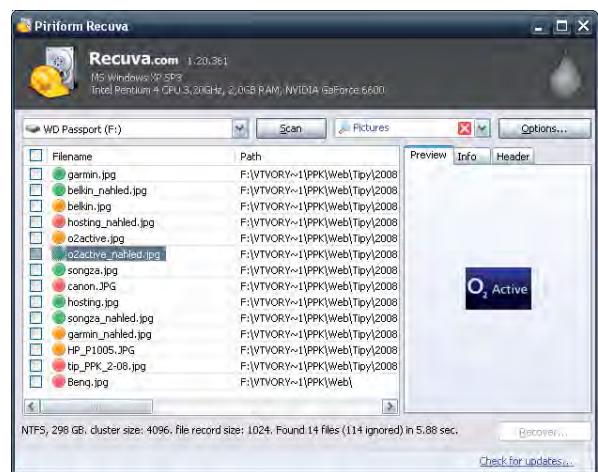 Piriform Recuva
Recuva.com 1.20.361
MS Windows XP SP3
Intel Pentium 4 CPU 3.20GHz, 2,0GB RAM, NVIDIA GeForce 6600
WD Passport (F:) Scan Pictures Options...
Filename Path Preview Info Header
garmin.jpg F:\VTVORY~1\PPK\Web\Tipy\2008
belkin_nahled.jpg F:\VTVORY~1\PPK\Web\Tipy\2008
belkin.jpg F:\VTVORY~1\PPK\Web\Tipy\2008
hosting_nahled.jpg F:\VTVORY~1\PPK\Web\Tipy\2008
o2active.jpg F:\VTVORY~1\PPK\Web\Tipy\2008
o2active_nahled.jpg F:\VTVORY~1\PPK\Web\Tipy\2008
songza.jpg F:\VTVORY~1\PPK\Web\Tipy\2008
canon.JPG F:\VTVORY~1\PPK\Web\Tipy\2008
hosting.jpg F:\VTVORY~1\PPK\Web\Tipy\2008
songza_nahled.jpg F:\VTVORY~1\PPK\Web\Tipy\2008
garmin_nahled.jpg F:\VTVORY~1\PPK\Web\Tipy\2008
HP_P1005.JPG F:\VTVORY~1\PPK\Web\Tipy\2008
tip_PPK_2-08.jpg F:\VTVORY~1\PPK\Web\Tipy\2008
Benq.jpg F:\VTVORY~1\PPK\Web\
O2 Active
NTFS, 298 GB. cluster size: 4096. file record size: 1024. Found 14 files (114 ignored) in 5.88 sec. Recover...
Check for updates...